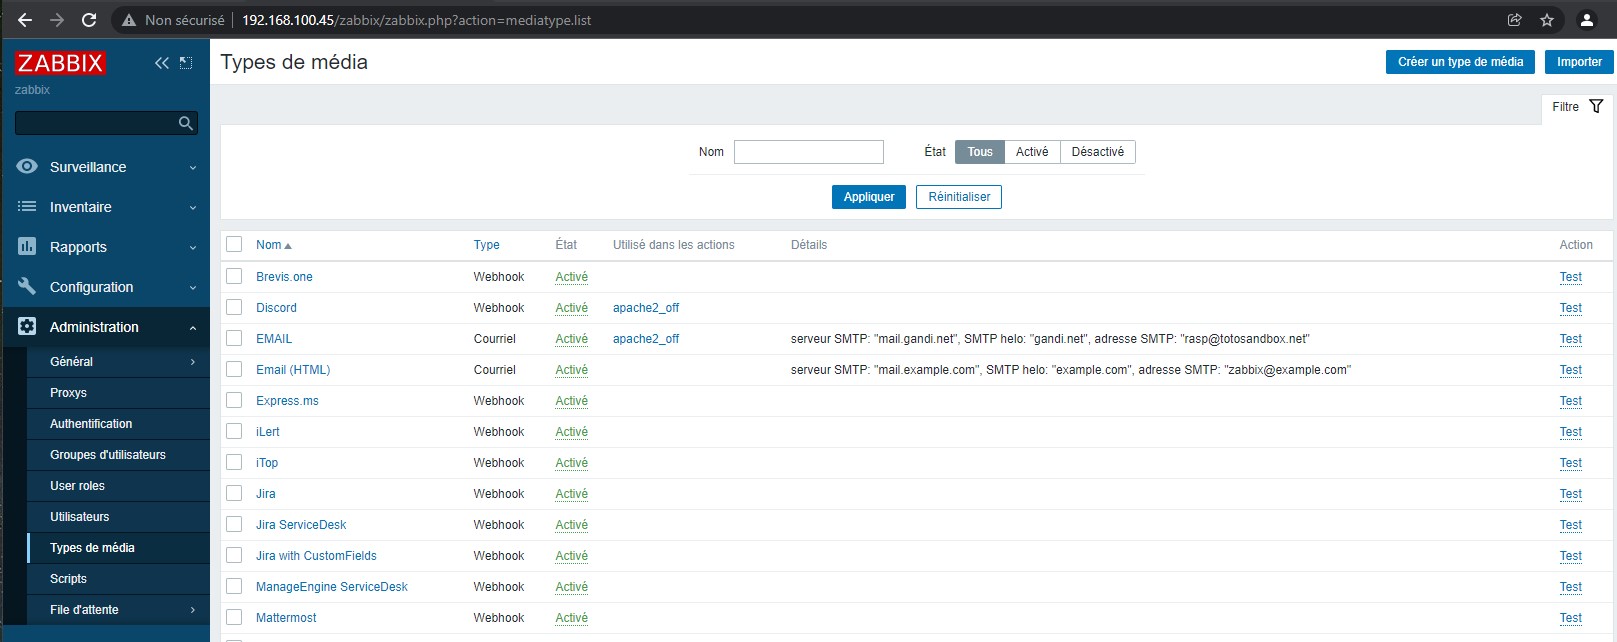 Non sécurisé | 192.168.100.45/zabbix/zabbix.php?action=mediatype.list
ZABBIX
zabbix
Surveillance
Inventaire
Rapports
Configuration
Administration
Général
Proxys
Authentification
Groupes d'utilisateurs
User roles
Utilisateurs
Types de média
Scripts
File d'attente
Types de média
Créer un type de média Importer
Filtre
Nom État Tous Activé Désactivé
Appliquer Réinitialiser
Nom Type État Utilisé dans les actions Détails Action
Brevis.one Webhook Activé Test
Discord Webhook Activé apache2_off Test
EMAIL Courriel Activé apache2_off serveur SMTP: "mail.gandi.net", SMTP helo: "gandi.net", adresse SMTP: "rasp@totosandbox.net" Test
Email (HTML) Courriel Activé serveur SMTP: "mail.example.com", SMTP helo: "example.com", adresse SMTP: "zabbix@example.com" Test
Express.ms Webhook Activé Test
iLert Webhook Activé Test
iTop Webhook Activé Test
Jira Webhook Activé Test
Jira ServiceDesk Webhook Activé Test
Jira with CustomFields Webhook Activé Test
ManageEngine ServiceDesk Webhook Activé Test
Mattermost Webhook Activé Test